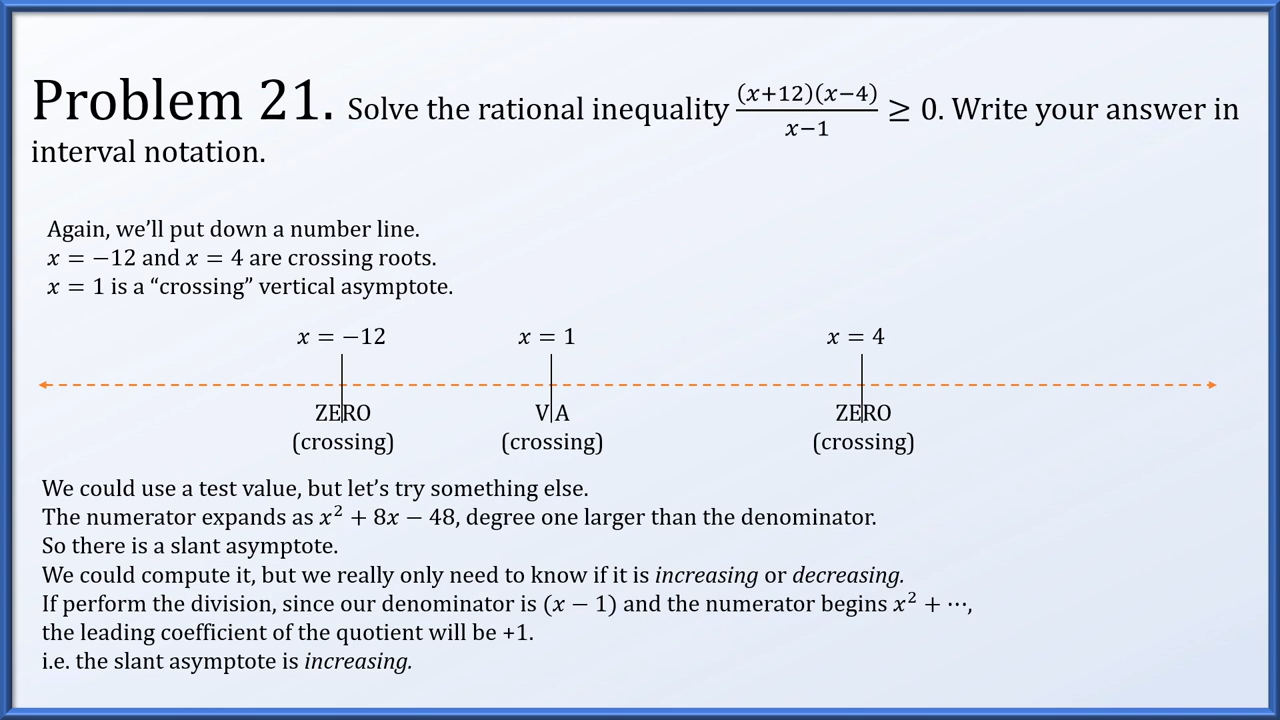 Problem 21. Solve the rational inequality \frac{(x+12)(x−4)}{x−1} ≥ 0. Write your answer in
interval notation.
Again, we’ll put down a number line.
x = −12 and x = 4 are crossing roots.
x = 1 is a “crossing” vertical asymptote.
x = −12 x = 1 x = 4
ZERO VA ZERO
(crossing) (crossing) (crossing)
We could use a test value, but let’s try something else.
The numerator expands as x² + 8x − 48, degree one larger than the denominator.
So there is a slant asymptote.
We could compute it, but we really only need to know if it is increasing or decreasing.
If perform the division, since our denominator is (x − 1) and the numerator begins x² + ⋯,
the leading coefficient of the quotient will be +1.
i.e. the slant asymptote is increasing.